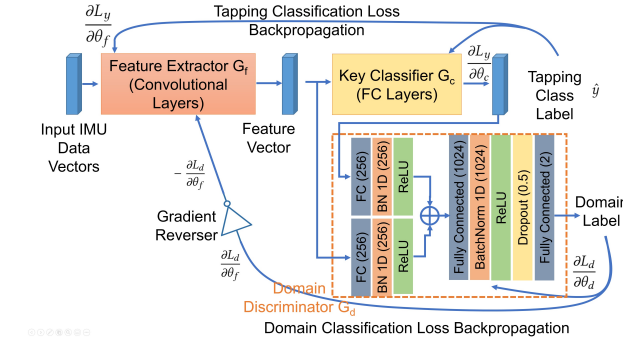 Tapping Classification Loss
Backpropagation
∂L_y
∂θ_f
Feature Extractor G_f
(Convolutional
Layers)
Key Classifier G_c
(FC Layers)
∂L_y
∂θ_c
Tapping
Class
Label
ŷ
Input IMU
Data
Vectors
Feature
Vector
FC (256)
BN 1D (256)
ReLU
FC (256)
BN 1D (256)
ReLU
Fully Connected (1024)
BatchNorm 1D (1024)
ReLU
Dropout (0.5)
Fully Connected (2)
Domain
Label
− ∂L_d
∂θ_f
Gradient
Reverser
∂L_d
∂θ_f
∂L_d
∂θ_d
Domain
Discriminator G_d
Domain Classification Loss Backpropagation